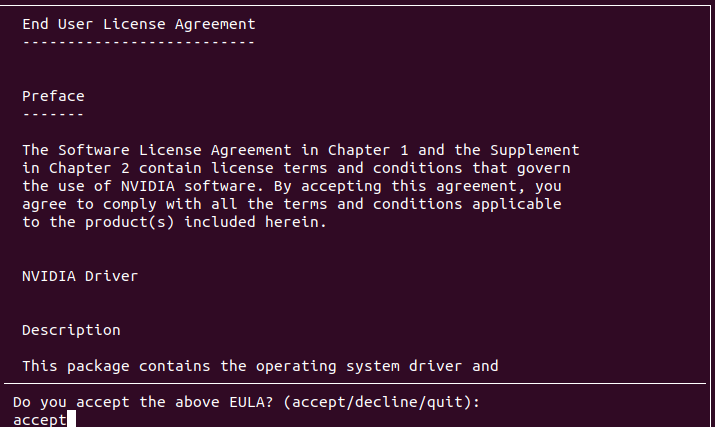 End User License Agreement
--------------------------
Preface
-------
The Software License Agreement in Chapter 1 and the Supplement
in Chapter 2 contain license terms and conditions that govern
the use of NVIDIA software. By accepting this agreement, you
agree to comply with all the terms and conditions applicable
to the product(s) included herein.
NVIDIA Driver
Description
This package contains the operating system driver and
Do you accept the above EULA? (accept/decline/quit):
accept